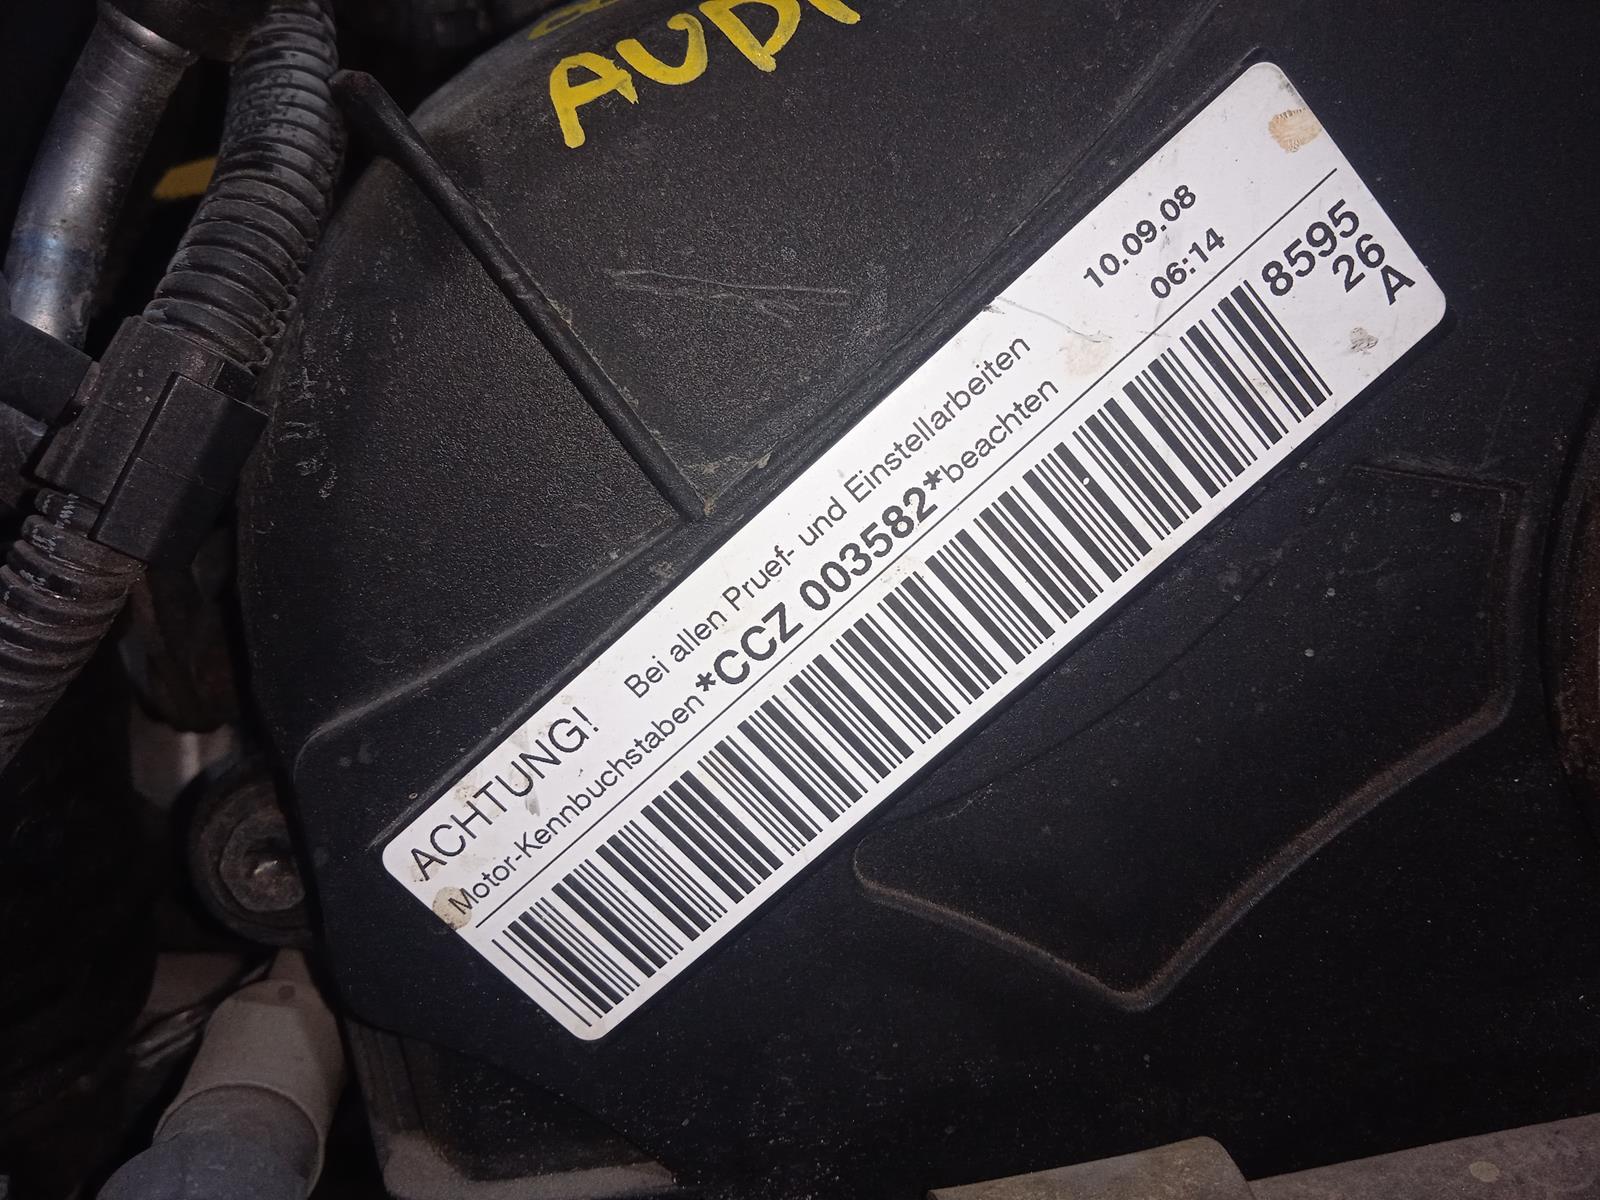 AUDI
ACHTUNG! Bei allen Pruef- und Einstellarbeiten 10.09.08
Motor-Kennbuchstaben *CCZ 003582* beachten 06:14
8595
26
A